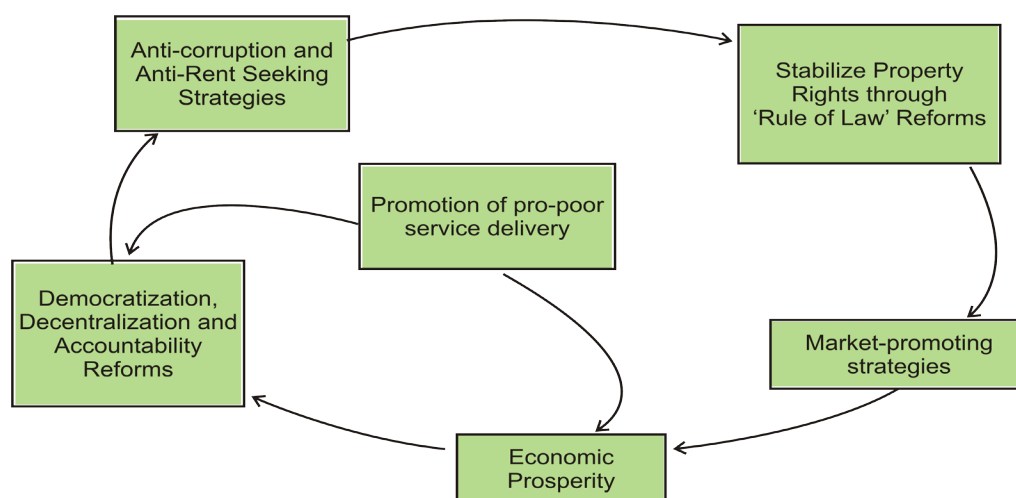 Anti-corruption and
Anti-Rent Seeking
Strategies
Stabilize Property
Rights through
‘Rule of Law’ Reforms
Promotion of pro-poor
service delivery
Democratization,
Decentralization and
Accountability
Reforms
Market-promoting
strategies
Economic
Prosperity